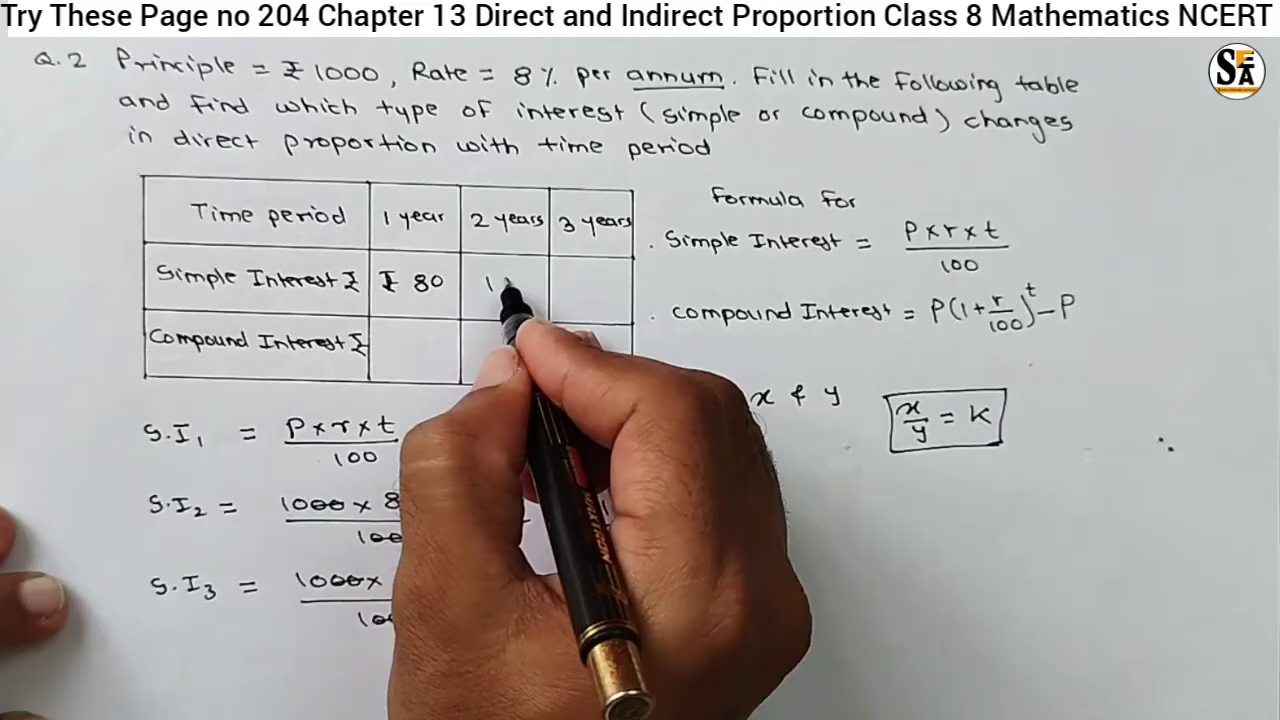 Try These Page no 204 Chapter 13 Direct and Indirect Proportion Class 8 Mathematics NCERT
Q.2 Principle = ₹ 1000, Rate = 8 % per annum. Fill in the following table
and find which type of interest (simple or compound) changes
in direct proportion with time period
Time period 1 year 2 years 3 years
Simple Interest ₹ ₹ 80 1
Compound Interest ₹
Formula for
. Simple Interest = P×r×t / 100
. Compound Interest = P(1+r/100)^t − P
x & y x/y = K
S.I₁ = P×r×t / 100
S.I₂ = 1000 × 8 / 100
S.I₃ = 1000 × / 100